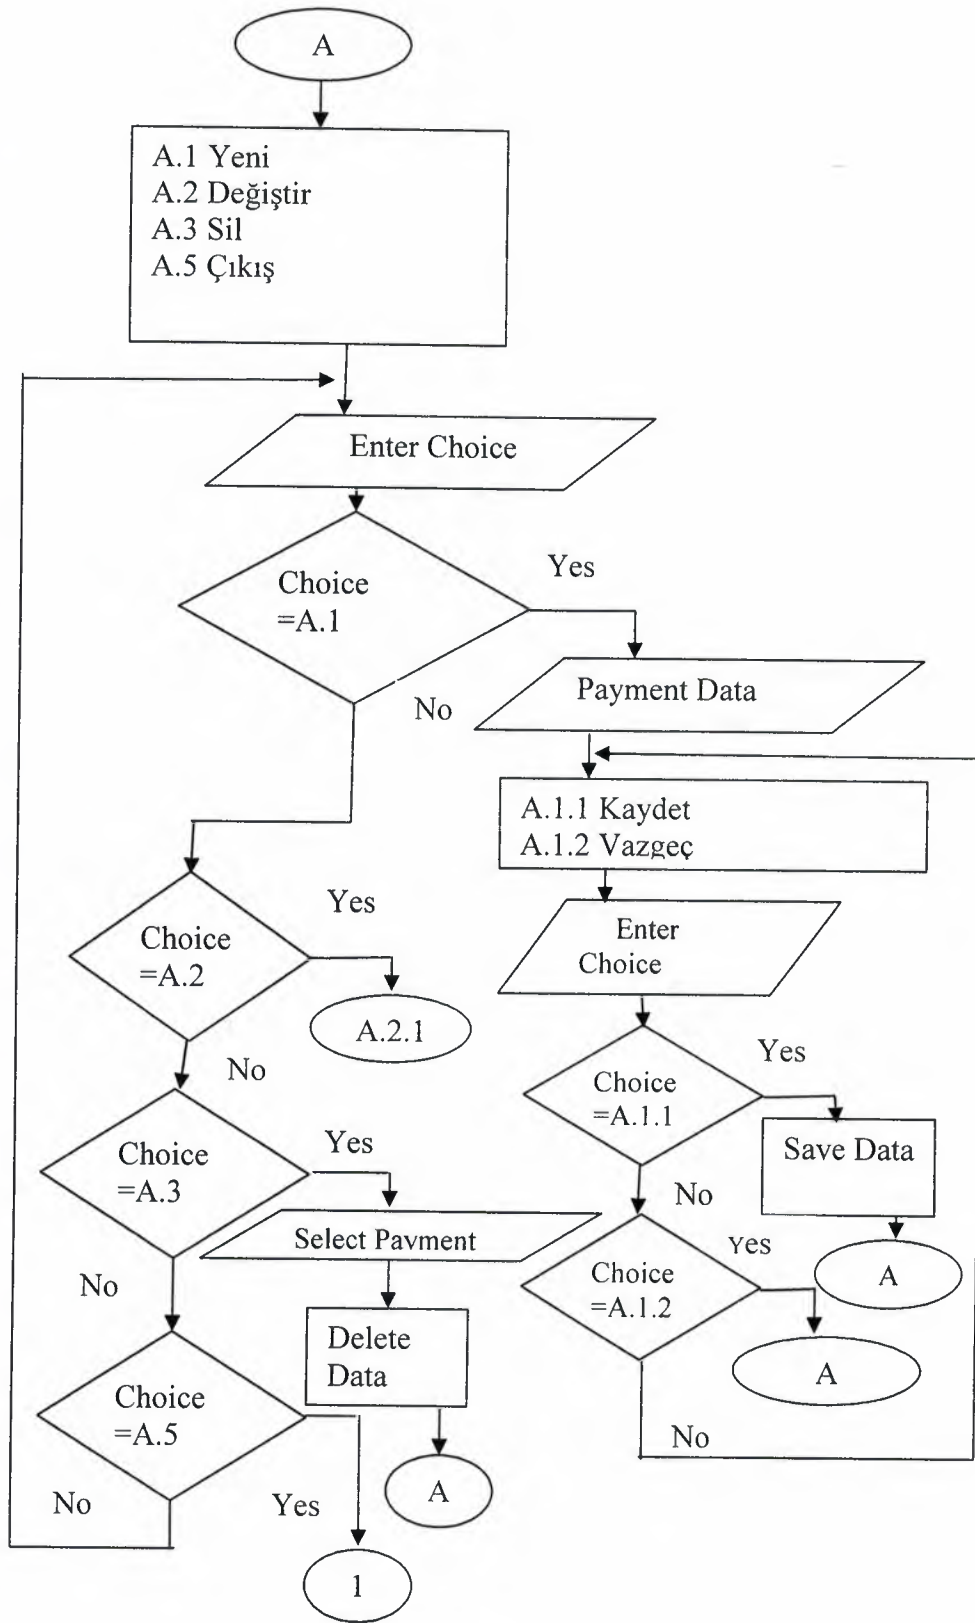 A
A.1 Yeni
A.2 Değiştir
A.3 Sil
A.5 Çıkış
Enter Choice
Choice
=A.1
Yes
No
Payment Data
A.1.1 Kaydet
A.1.2 Vazgeç
Enter
Choice
Choice
=A.2
Yes
A.2.1
No
Choice
=A.1.1
Yes
Save Data
A
No
Choice
=A.3
Yes
Select Payment
Delete
Data
A
No
Choice
=A.1.2
Yes
A
No
Choice
=A.5
No
Yes
1